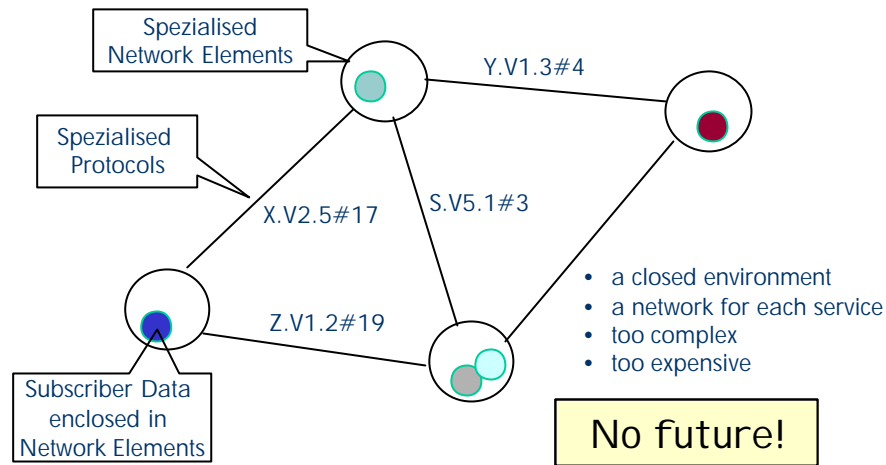 Spezialised
Network Elements
Y.V1.3#4
Spezialised
Protocols
X.V2.5#17
S.V5.1#3
• a closed environment
• a network for each service
• too complex
• too expensive
Z.V1.2#19
Subscriber Data
enclosed in
Network Elements
No future!